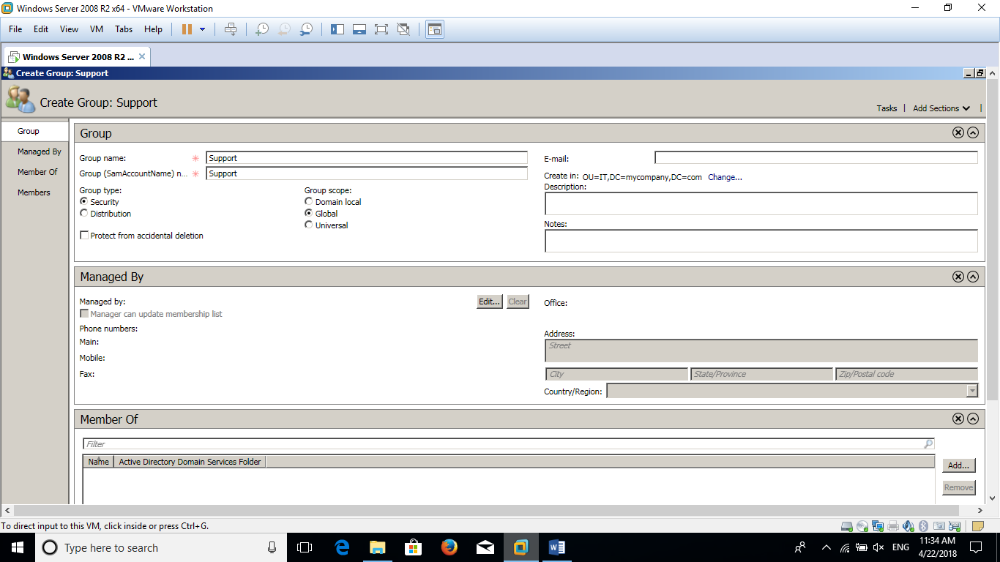 Windows Server 2008 R2 x64 - VMware Workstation
File Edit View VM Tabs Help
Windows Server 2008 R2 ...
Create Group: Support
Create Group: Support
Tasks | Add Sections
Group
Managed By
Member Of
Members
Group
Group name: * Support
Group (SamAccountName) n... * Support
Group type:
Security
Distribution
Group scope:
Domain local
Global
Universal
Protect from accidental deletion
E-mail:
Create in: OU=IT,DC=mycompany,DC=com Change...
Description:
Notes:
Managed By
Managed by: Edit... Clear
Manager can update membership list
Phone numbers:
Main:
Mobile:
Fax:
Office:
Address:
Street
City State/Province Zip/Postal code
Country/Region:
Member Of
Filter
Name Active Directory Domain Services Folder
Add...
Remove
To direct input to this VM, click inside or press Ctrl+G.
Type here to search
ENG
11:34 AM
4/22/2018